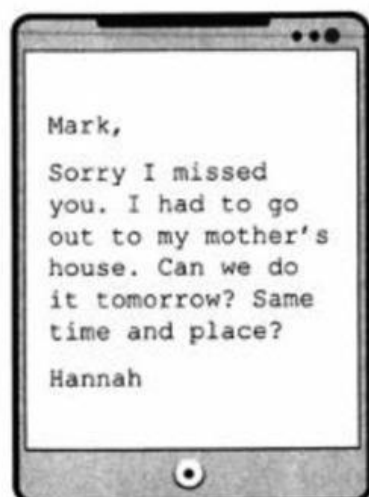 Mark,
Sorry I missed
you. I had to go
out to my mother's
house. Can we do
it tomorrow? Same
time and place?
Hannah